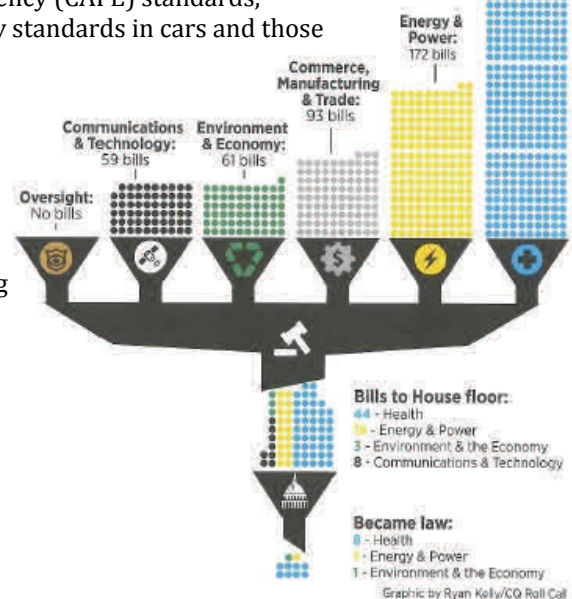 ency (CAFE) standards,
y standards in cars and those
Energy &
Power:
172 bills
Commerce,
Manufacturing
& Trade:
93 bills
Communications
& Technology:
59 bills
Environment
& Economy:
61 bills
Oversight:
No bills
g
$
Bills to House floor:
44 - Health
- Energy & Power
3 - Environment & the Economy
8 - Communications & Technology
Became law:
8 - Health
- Energy & Power
1 - Environment & the Economy
Graphic by Ryan Kelly/CQ Roll Call